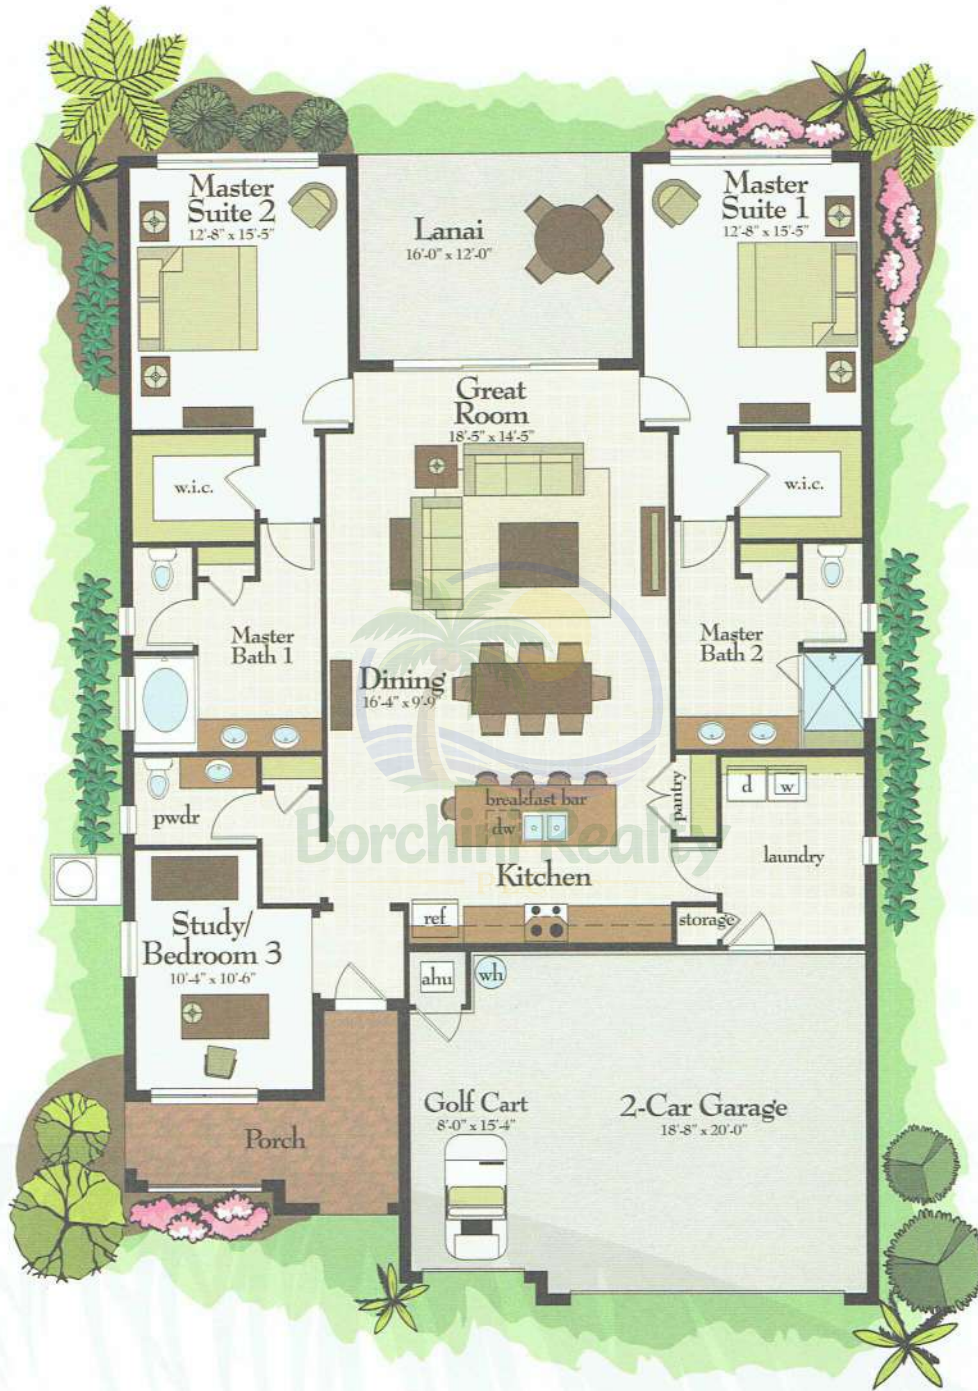 Master
Suite 2
12'-8" x 15'-5"
Lanai
16'-0" x 12'-0"
Master
Suite 1
12'-8" x 15'-5"
Great
Room
18'-5" x 14'-5"
w.i.c.
w.i.c.
Master
Bath 1
Master
Bath 2
Dining
16'-4" x 9'-9"
pwdr
breakfast bar
dw
pantry
d
w
laundry
Borchini Realty
Kitchen
ref
storage
Study/
Bedroom 3
10'-4" x 10'-6"
ahu
wh
Golf Cart
8'-0" x 15'-4"
2-Car Garage
18'-8" x 20'-0"
Porch